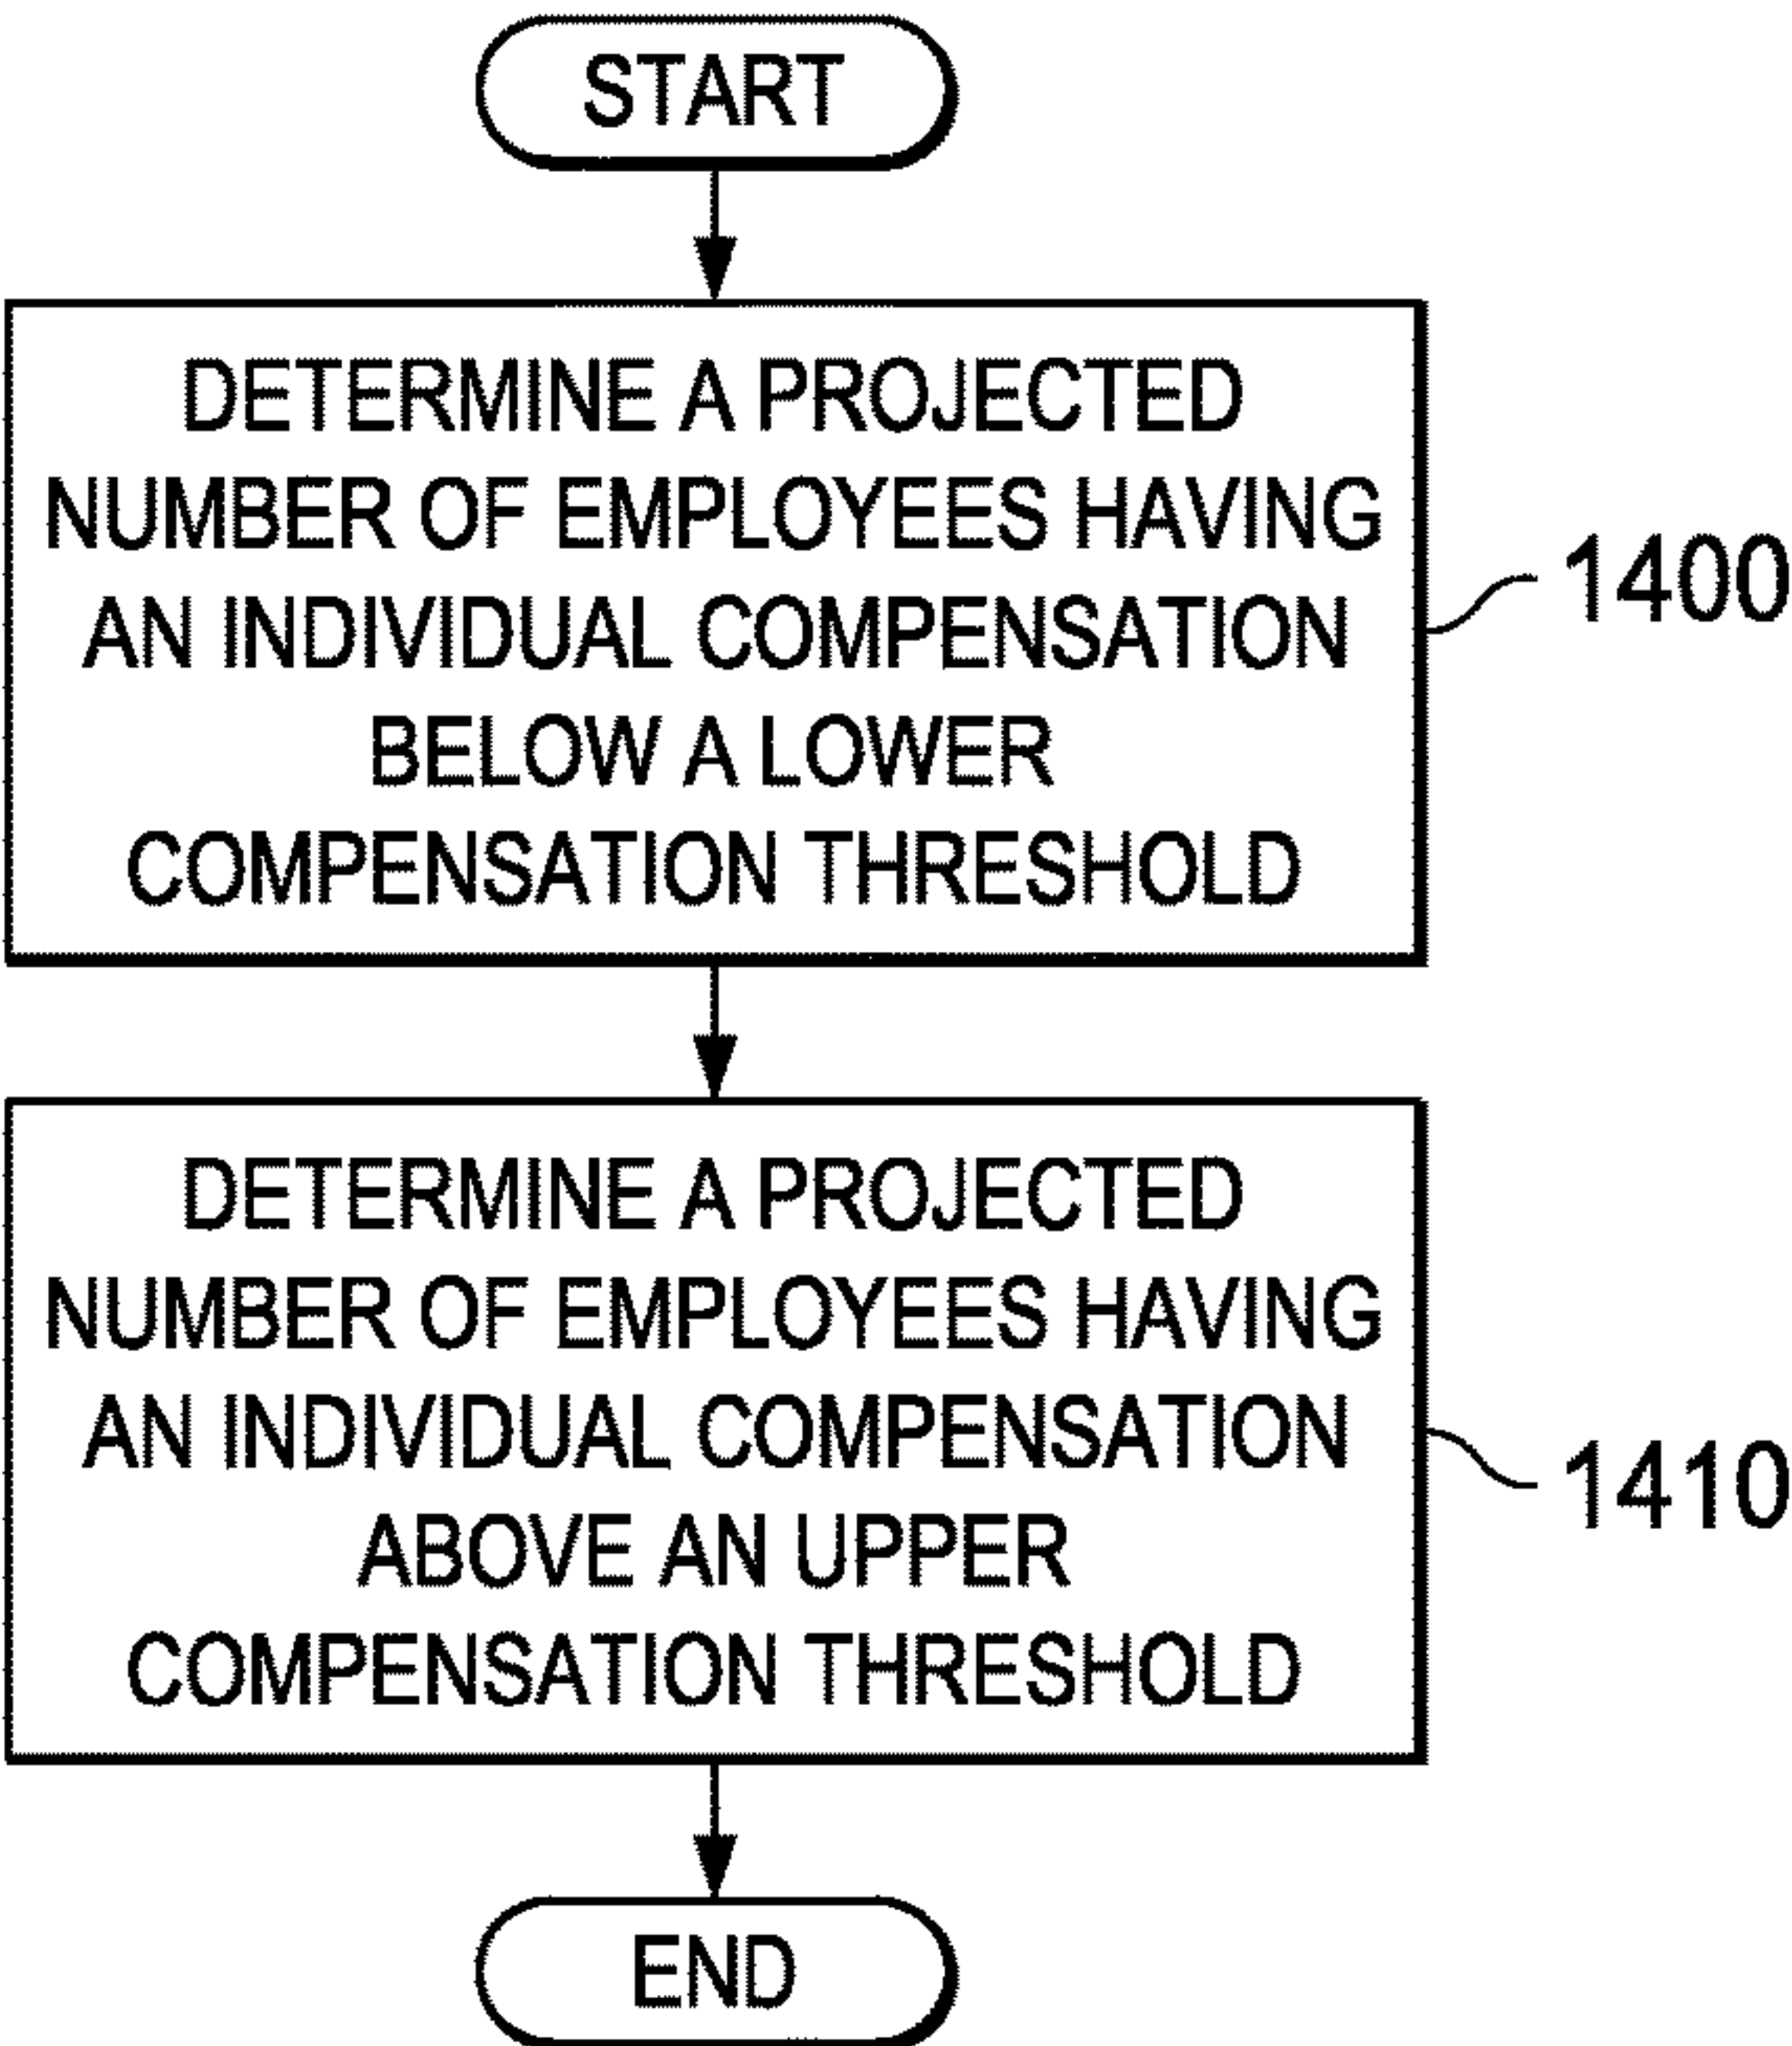 START
DETERMINE A PROJECTED
NUMBER OF EMPLOYEES HAVING
AN INDIVIDUAL COMPENSATION
BELOW A LOWER
COMPENSATION THRESHOLD
1400
DETERMINE A PROJECTED
NUMBER OF EMPLOYEES HAVING
AN INDIVIDUAL COMPENSATION
ABOVE AN UPPER
COMPENSATION THRESHOLD
1410
END